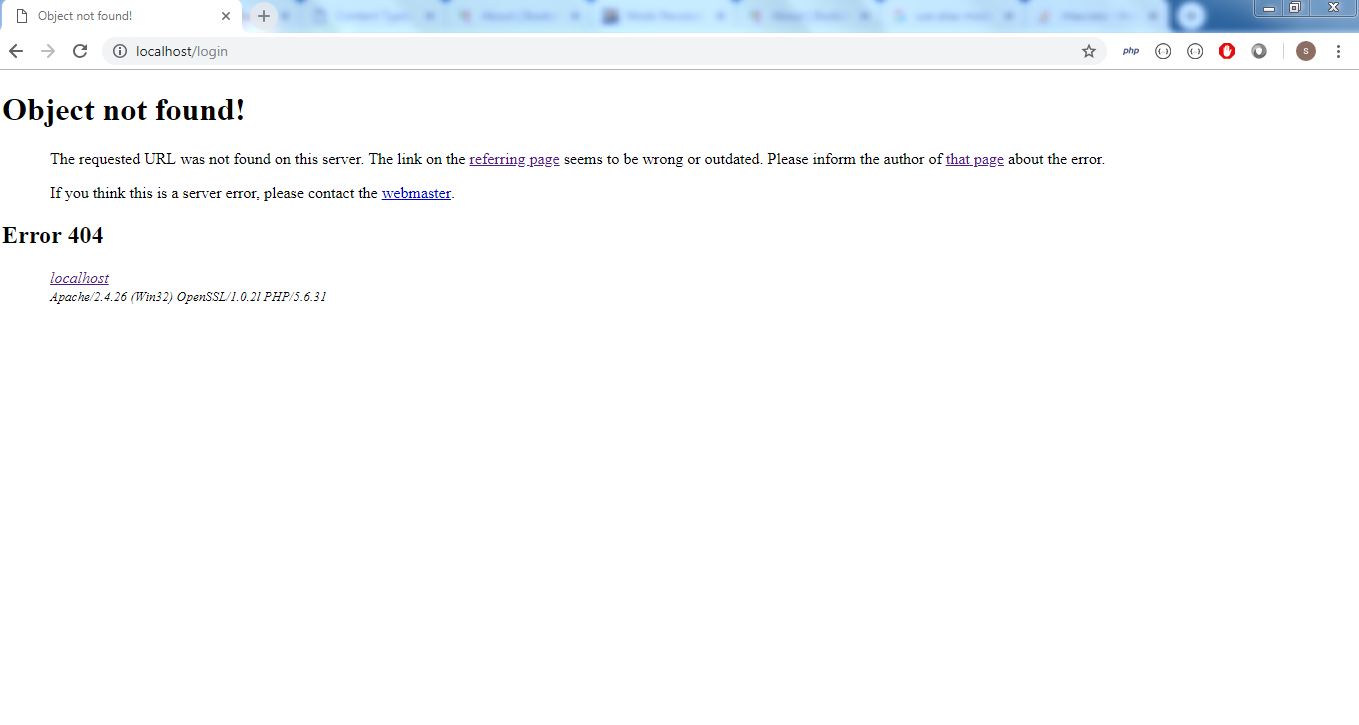 Object not found!
localhost/login
php
s
Object not found!
The requested URL was not found on this server. The link on the referring page seems to be wrong or outdated. Please inform the author of that page about the error.
If you think this is a server error, please contact the webmaster.
Error 404
localhost
Apache/2.4.26 (Win32) OpenSSL/1.0.2l PHP/5.6.31